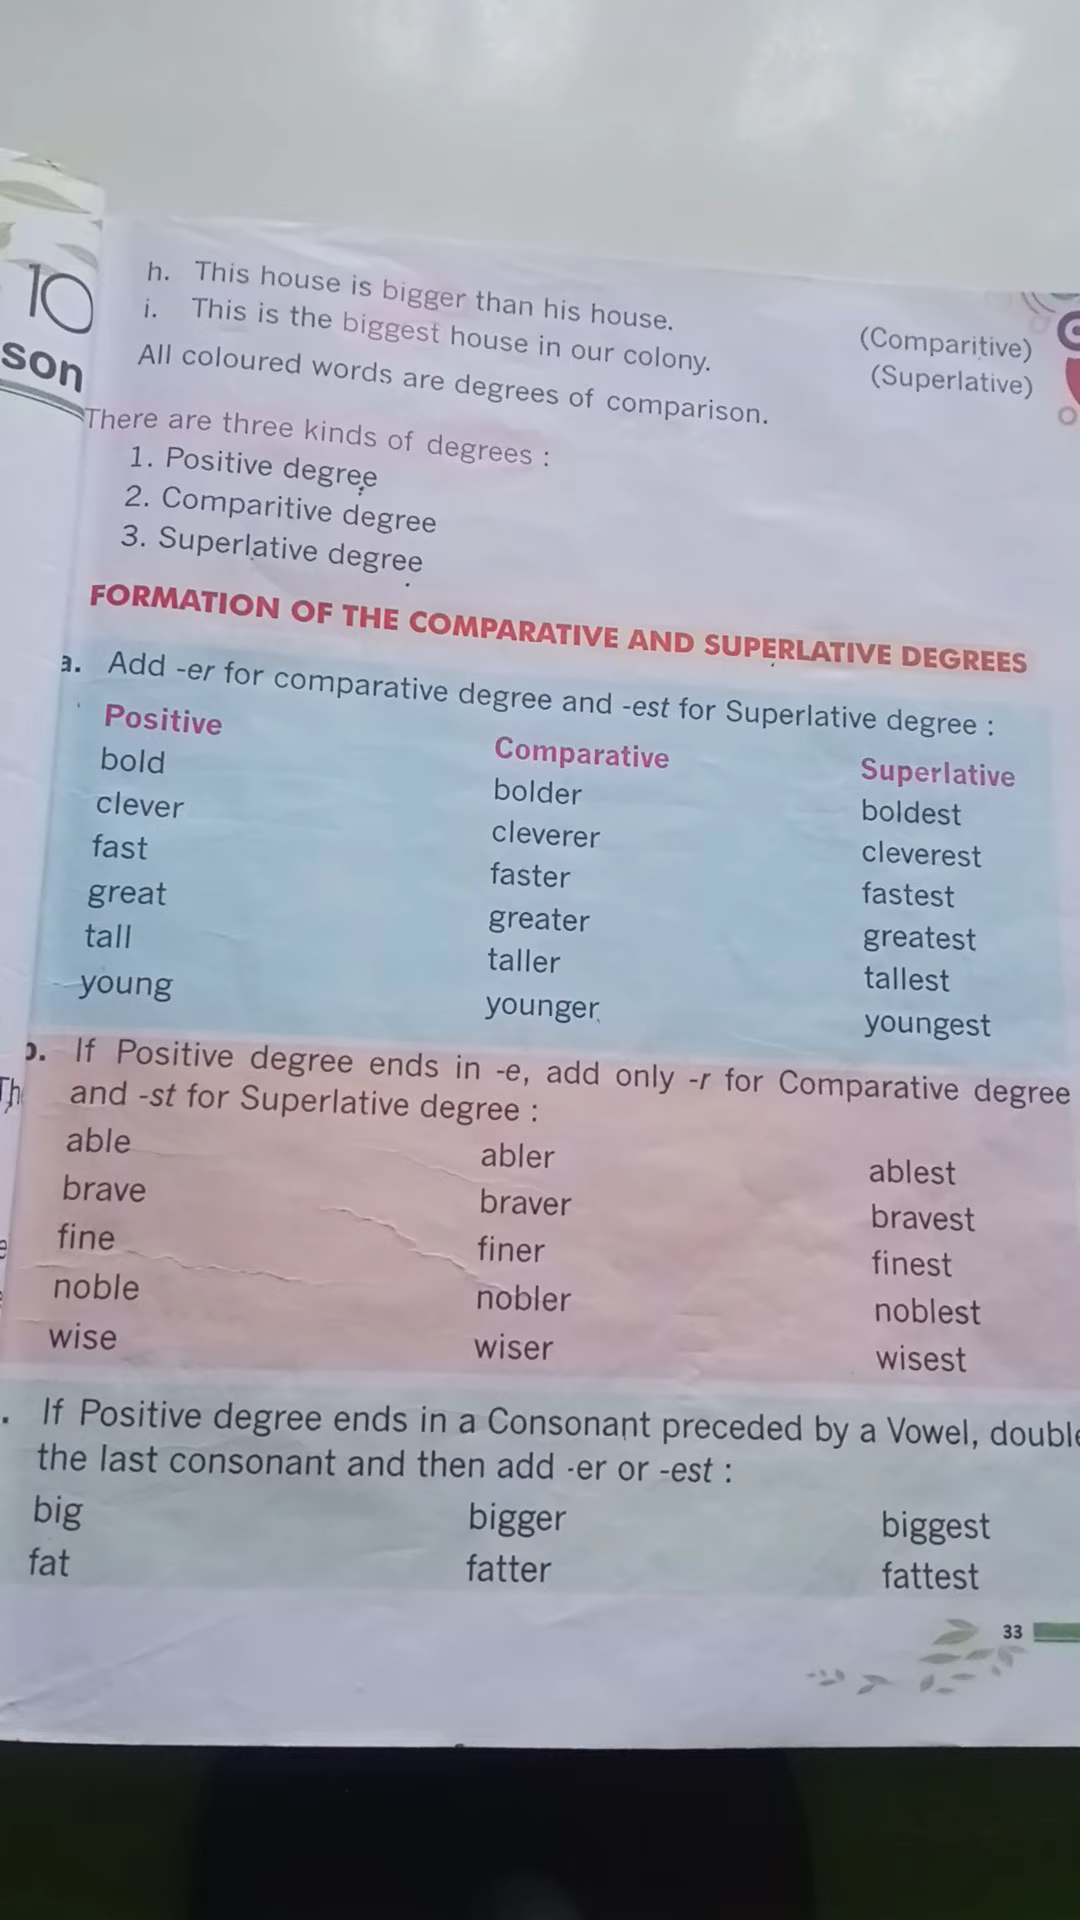 10
son
h. This house is bigger than his house. (Comparitive)
i. This is the biggest house in our colony. (Superlative)
All coloured words are degrees of comparison.
There are three kinds of degrees :
1. Positive degree
2. Comparitive degree
3. Superlative degree
FORMATION OF THE COMPARATIVE AND SUPERLATIVE DEGREES
a. Add -er for comparative degree and -est for Superlative degree :
Positive Comparative Superlative
bold bolder boldest
clever cleverer cleverest
fast faster fastest
great greater greatest
tall taller tallest
young younger youngest
b. If Positive degree ends in -e, add only -r for Comparative degree
and -st for Superlative degree :
able abler ablest
brave braver bravest
fine finer finest
noble nobler noblest
wise wiser wisest
. If Positive degree ends in a Consonant preceded by a Vowel, double
the last consonant and then add -er or -est :
big bigger biggest
fat fatter fattest
33